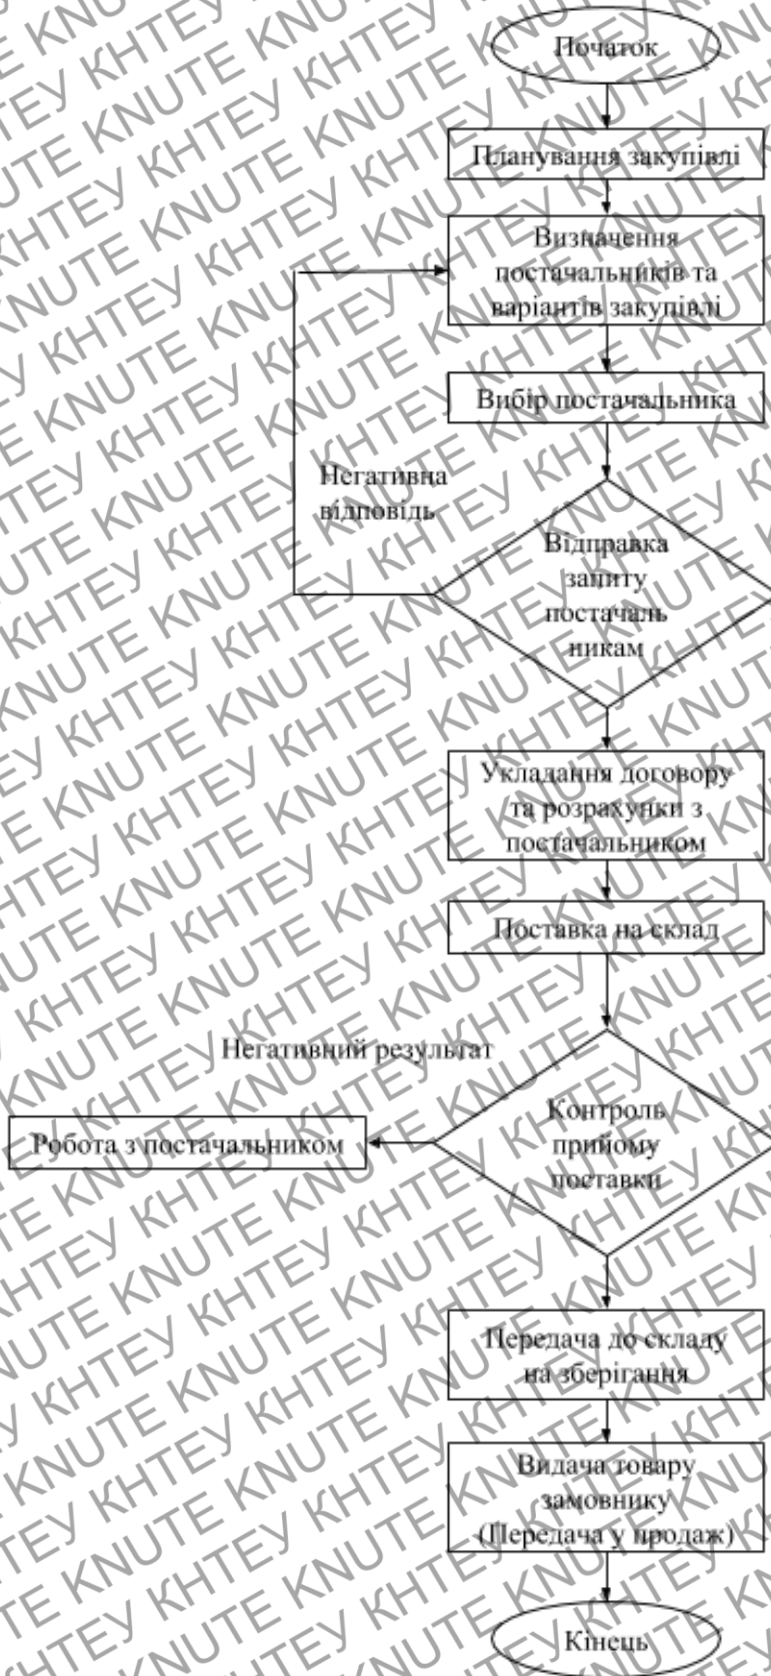 Початок
Планування закупівлі
Визначення
постачальників та
варіантів закупівлі
Вибір постачальника
Негативна
відповідь
Відправка
запиту
постачаль
никам
Укладання договору
та розрахунки з
постачальником
Поставка на склад
Негативний результат
Контроль
прийому
поставки
Робота з постачальником
Передача до складу
на зберігання
Видача товару
замовнику
(Передача у продаж)
Кінець
KNUTE КНТЕУ